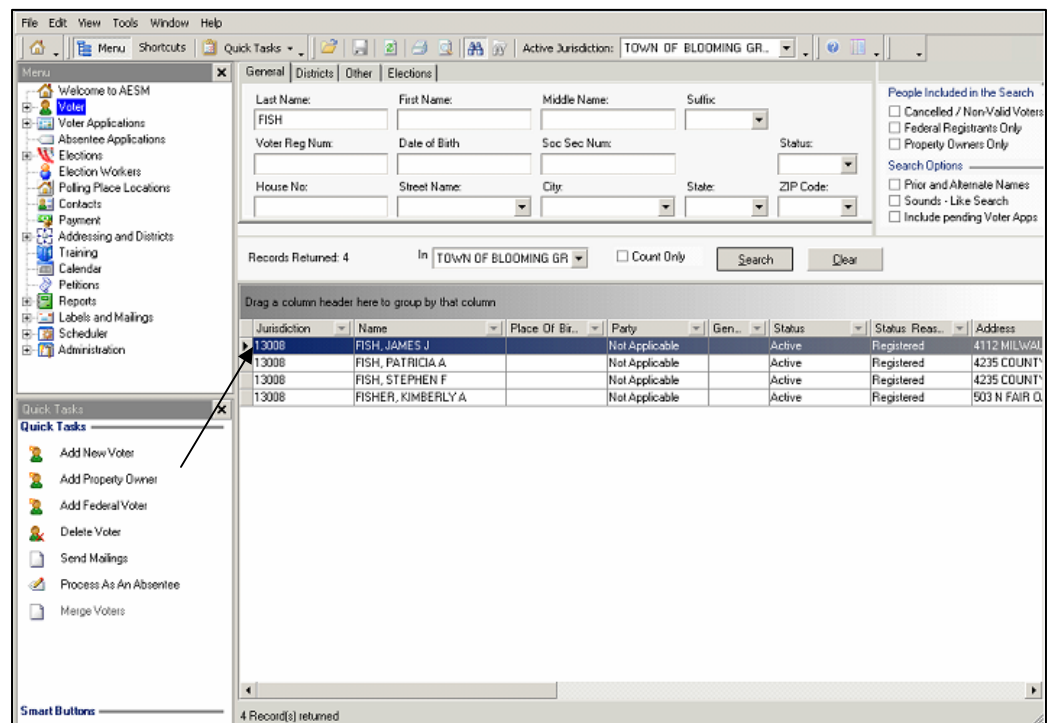 File Edit View Tools Window Help
Menu Shortcuts Quick Tasks Active Jurisdiction: TOWN OF BLOOMING GR..
Menu
Welcome to AESM
Voter
Voter Applications
Absentee Applications
Elections
Election Workers
Polling Place Locations
Contacts
Payment
Addressing and Districts
Training
Calendar
Petitions
Reports
Labels and Mailings
Scheduler
Administration
Quick Tasks
Quick Tasks
Add New Voter
Add Property Owner
Add Federal Voter
Delete Voter
Send Mailings
Process As An Absentee
Merge Voters
Smart Buttons
General Districts Other Elections
Last Name: First Name: Middle Name: Suffix:
FISH
Voter Reg Num: Date of Birth Soc Sec Num: Status:
House No: Street Name: City: State: ZIP Code:
People Included in the Search
Cancelled / Non-Valid Voters
Federal Registrants Only
Property Owners Only
Search Options
Prior and Alternate Names
Sounds - Like Search
Include pending Voter Apps
Records Returned: 4 In TOWN OF BLOOMING GR Count Only Search Clear
Drag a column header here to group by that column
Jurisdiction Name Place Of Bir... Party Gen... Status Status Reas... Address
13008 FISH, JAMES J Not Applicable Active Registered 4112 MILWAU
13008 FISH, PATRICIA A Not Applicable Active Registered 4235 COUNTY
13008 FISH, STEPHEN F Not Applicable Active Registered 4235 COUNTY
13008 FISHER, KIMBERLY A Not Applicable Active Registered 503 N FAIR O
4 Record(s) returned